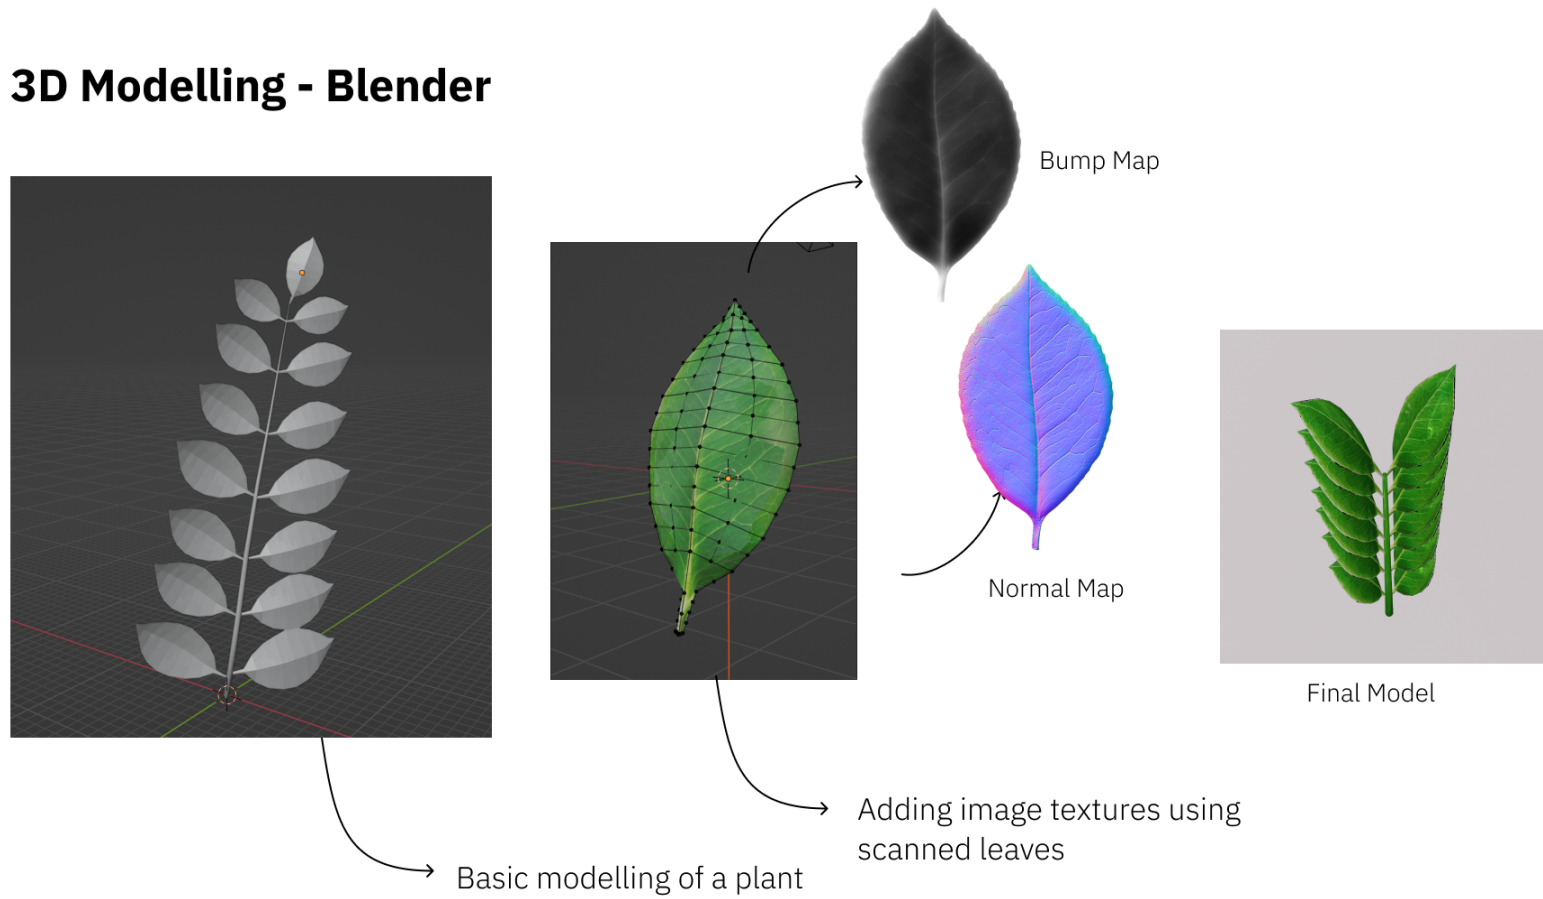 3D Modelling - Blender
Bump Map
Normal Map
Final Model
Adding image textures using
scanned leaves
Basic modelling of a plant